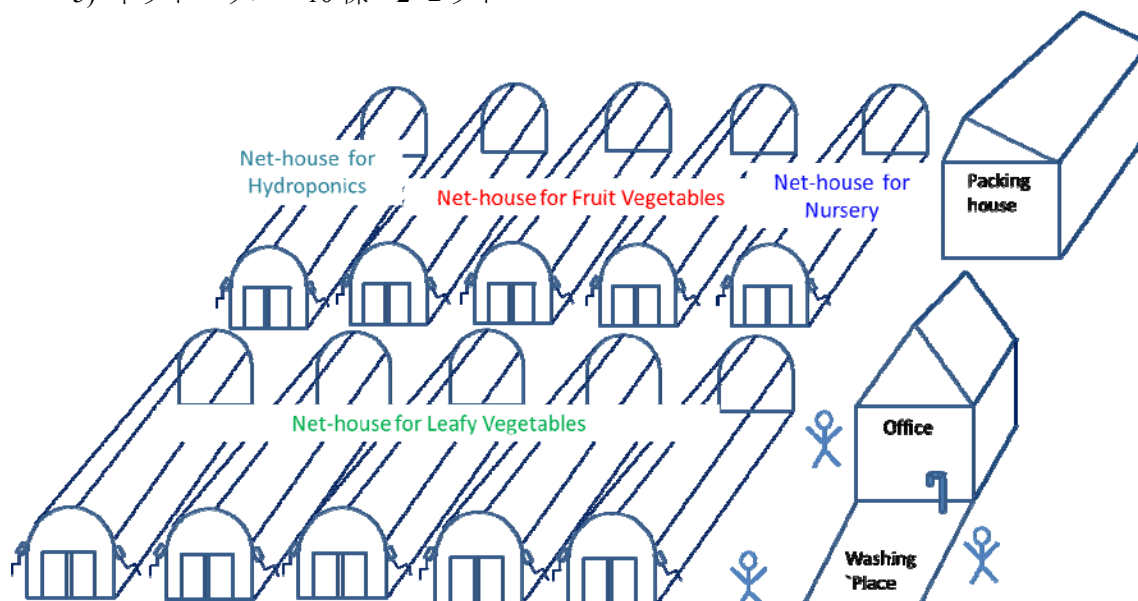 Net-house for
Hydroponics
Net-house for Fruit Vegetables
Net-house for
Nursery
Packing
house
Net-house for Leafy Vegetables
Office
Washing
`Place